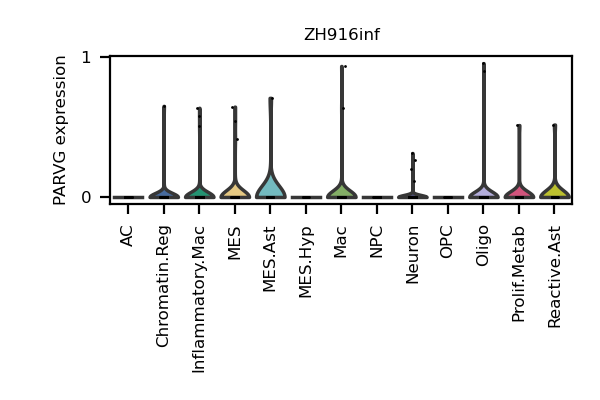 ZH916inf
1
0
PARVG expression
AC
Chromatin.Reg
Inflammatory.Mac
MES
MES.Ast
MES.Hyp
Mac
NPC
Neuron
OPC
Oligo
Prolif.Metab
Reactive.Ast